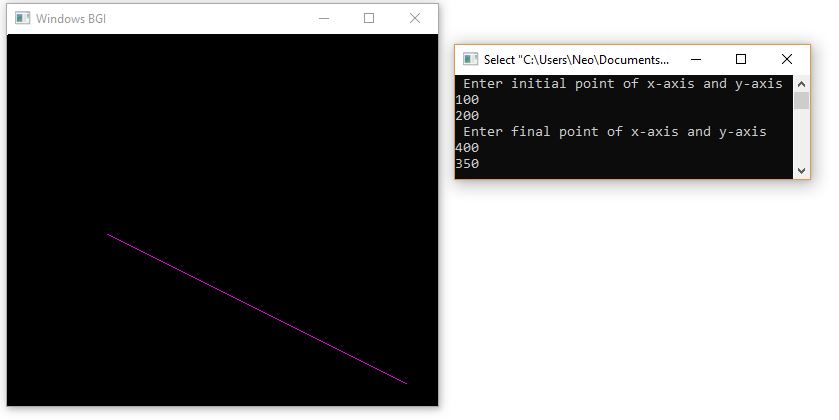 Windows BGI
Select "C:\Users\Neo\Documents...
Enter initial point of x-axis and y-axis
100
200
Enter final point of x-axis and y-axis
400
350